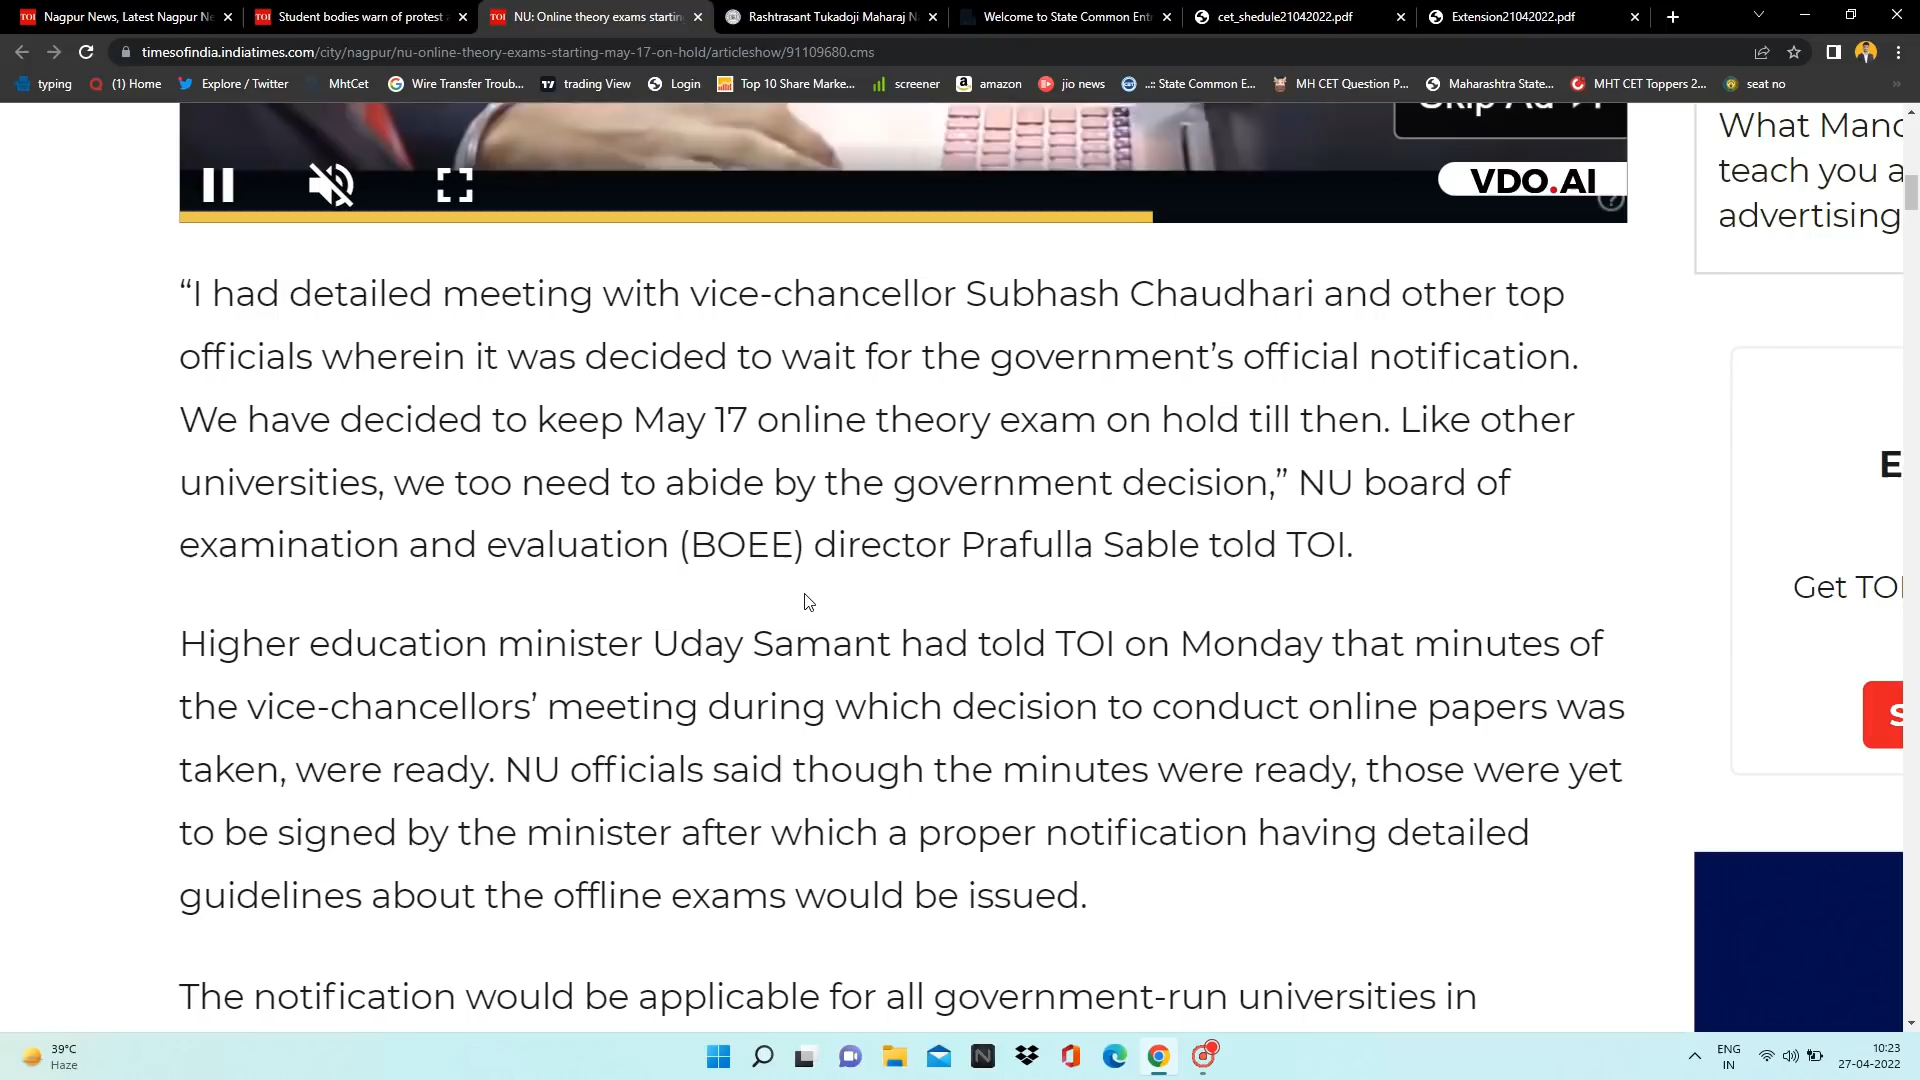 Nagpur News, Latest Nagpur Ne
Student bodies warn of protest a
NU: Online theory exams startin
Rashtrasant Tukadoji Maharaj N
Welcome to State Common Entr
cet_shedule21042022.pdf
Extension21042022.pdf
timesofindia.indiatimes.com/city/nagpur/nu-online-theory-exams-starting-may-17-on-hold/articleshow/91109680.cms
typing
(1) Home
Explore / Twitter
MhtCet
Wire Transfer Troub...
trading View
Login
Top 10 Share Marke...
screener
amazon
jio news
..:: State Common E...
MH CET Question P...
Maharashtra State...
MHT CET Toppers 2...
seat no
Skip Ad
VDO.AI
“I had detailed meeting with vice-chancellor Subhash Chaudhari and other top
officials wherein it was decided to wait for the government’s official notification.
We have decided to keep May 17 online theory exam on hold till then. Like other
universities, we too need to abide by the government decision,” NU board of
examination and evaluation (BOEE) director Prafulla Sable told TOI.
Higher education minister Uday Samant had told TOI on Monday that minutes of
the vice-chancellors’ meeting during which decision to conduct online papers was
taken, were ready. NU officials said though the minutes were ready, those were yet
to be signed by the minister after which a proper notification having detailed
guidelines about the offline exams would be issued.
The notification would be applicable for all government-run universities in
What Manc
teach you a
advertising
E
Get TOI
S
39°C
Haze
ENG
IN
10:23
27-04-2022